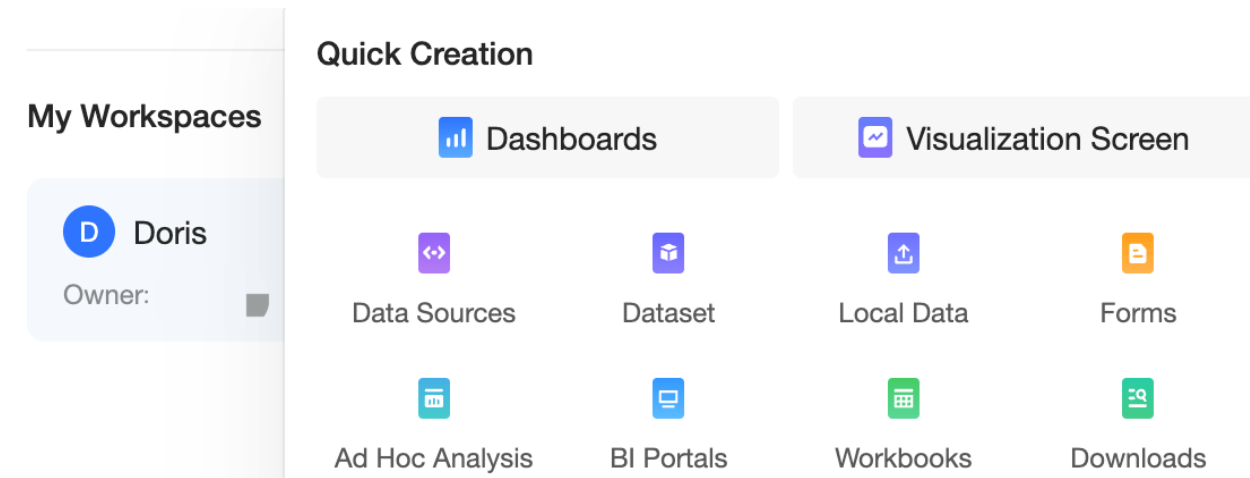 Quick Creation
My Workspaces
Dashboards
Visualization Screen
D
Doris
Owner:
Data Sources
Dataset
Local Data
Forms
Ad Hoc Analysis
BI Portals
Workbooks
Downloads